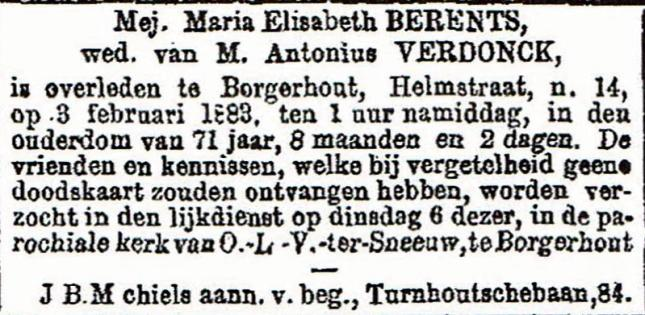 Mej. Maria Elisabeth BERENTS,
wed. van M. Antonius VERDONCK,
is overleden te Borgerhout, Helmstraat, n. 14,
op 3 februari 1883, ten 1 uur namiddag, in den
ouderdom van 71 jaar, 8 maanden en 2 dagen. De
vrienden en kennissen, welke bij vergetelheid geene
doodskaart zouden ontvangen hebben, worden ver-
zocht in den lijkdienst op dinsdag 6 dezer, in de pa-
rochiale kerk van O.-L.-V.-ter-Sneeuw, te Borgerhout
—
J B.M chiels aann. v. beg., Turnhoutschebaan, 84.